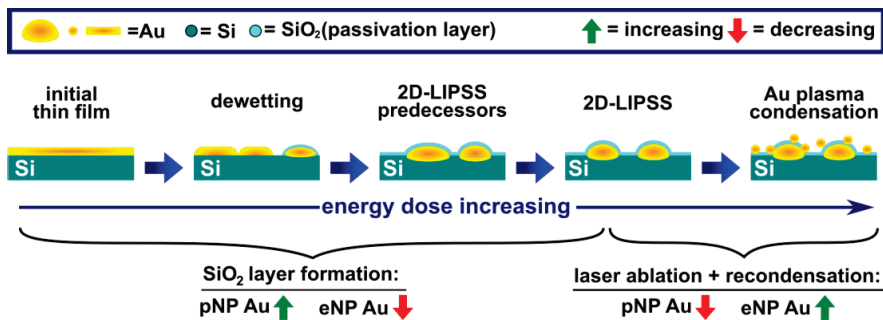 =Au = Si = SiO₂(passivation layer) = increasing = decreasing
initial
thin film
dewetting
2D-LIPSS
predecessors
2D-LIPSS
Au plasma
condensation
Si
Si
Si
Si
Si
energy dose increasing
SiO₂ layer formation:
pNP Au eNP Au
laser ablation + recondensation:
pNP Au eNP Au